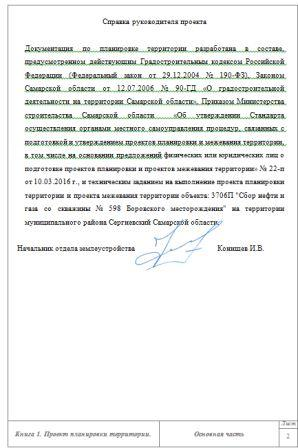 Справка руководителя проекта
Документация по планировке территории разработана в составе,
предусмотренном действующим Градостроительным кодексом Российской
Федерации (Федеральный закон от 29.12.2004 № 190-ФЗ), Законом
Самарской области от 12.07.2006 № 90-ГД «О градостроительной
деятельности на территории Самарской области», Приказом Министерства
строительства Самарской области «Об утверждении Стандарта
осуществления органами местного самоуправления процедур, связанных с
подготовкой и утверждением проектов планировки и межевания территории,
в том числе на основании предложений физических или юридических лиц о
подготовке проектов планировки и проектов межевания территории» № 22-п
от 10.03.2016 г., и техническим заданием на выполнение проекта планировки
территории и проекта межевания территории объекта: 3706П "Сбор нефти и
газа со скважины № 598 Боровского месторождения" на территории
муниципального района Сергиевский Самарской области.
Начальник отдела землеустройства Конищев И.В.
Книга 1. Проект планировки территории. Основная часть
Лист
2